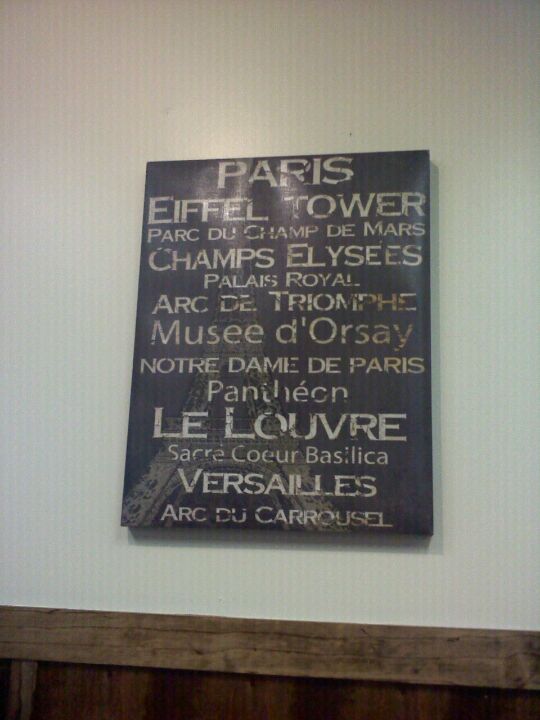 PARIS
EIFFEL TOWER
PARC DU CHAMP DE MARS
CHAMPS ELYSEES
PALAIS ROYAL
ARC DE TRIOMPHE
Musee d'Orsay
NOTRE DAME DE PARIS
Panthéon
LE LOUVRE
Sacre Coeur Basilica
VERSAILLES
ARC DU CARROUSEL